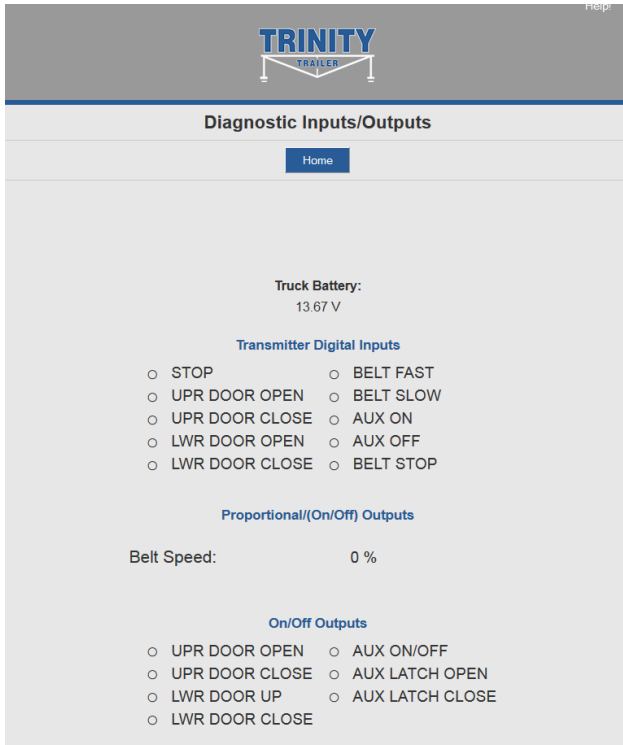 Help!
TRINITY
TRAILER
Diagnostic Inputs/Outputs
Home
Truck Battery:
13.67 V
Transmitter Digital Inputs
STOP
BELT FAST
UPR DOOR OPEN
BELT SLOW
UPR DOOR CLOSE
AUX ON
LWR DOOR OPEN
AUX OFF
LWR DOOR CLOSE
BELT STOP
Proportional/(On/Off) Outputs
Belt Speed: 0 %
On/Off Outputs
UPR DOOR OPEN
AUX ON/OFF
UPR DOOR CLOSE
AUX LATCH OPEN
LWR DOOR UP
AUX LATCH CLOSE
LWR DOOR CLOSE